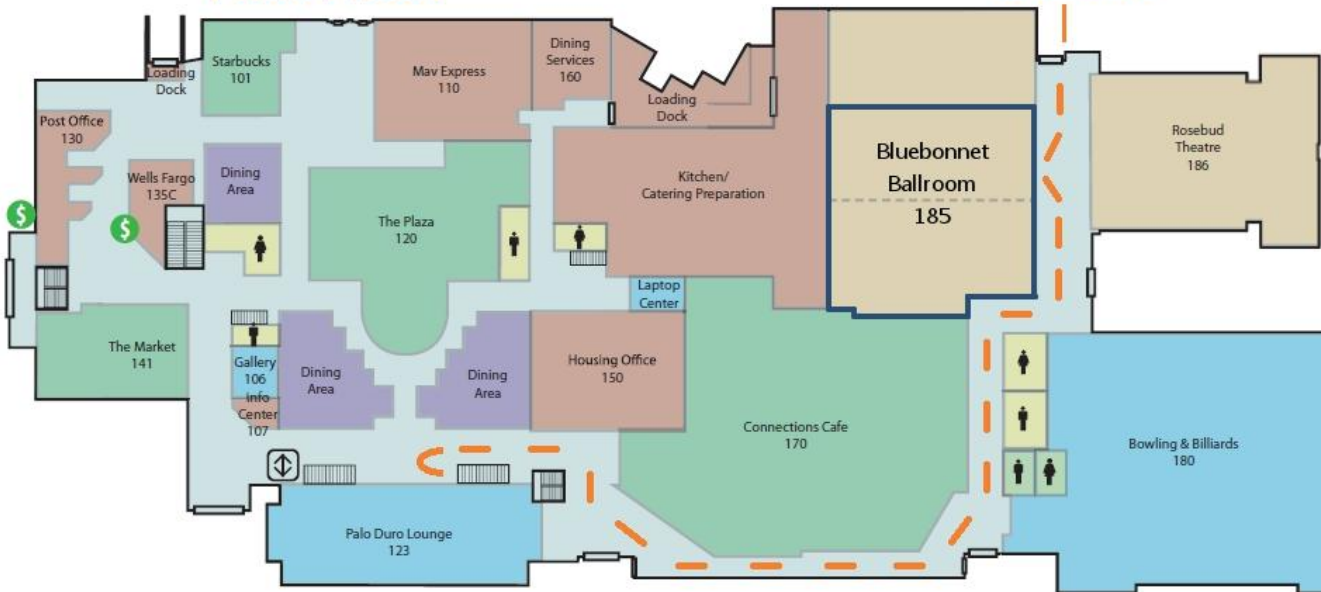 Starbucks
101
Loading
Dock
Mav Express
110
Dining
Services
160
Loading
Dock
Post Office
130
Wells Fargo
135C
Dining
Area
The Plaza
120
Kitchen/
Catering Preparation
Bluebonnet
Ballroom
185
Rosebud
Theatre
186
$
$
Laptop
Center
The Market
141
Gallery
106
info
Center
107
Dining
Area
Dining
Area
Housing Office
150
Connections Cafe
170
Bowling & Billiards
180
Palo Duro Lounge
123